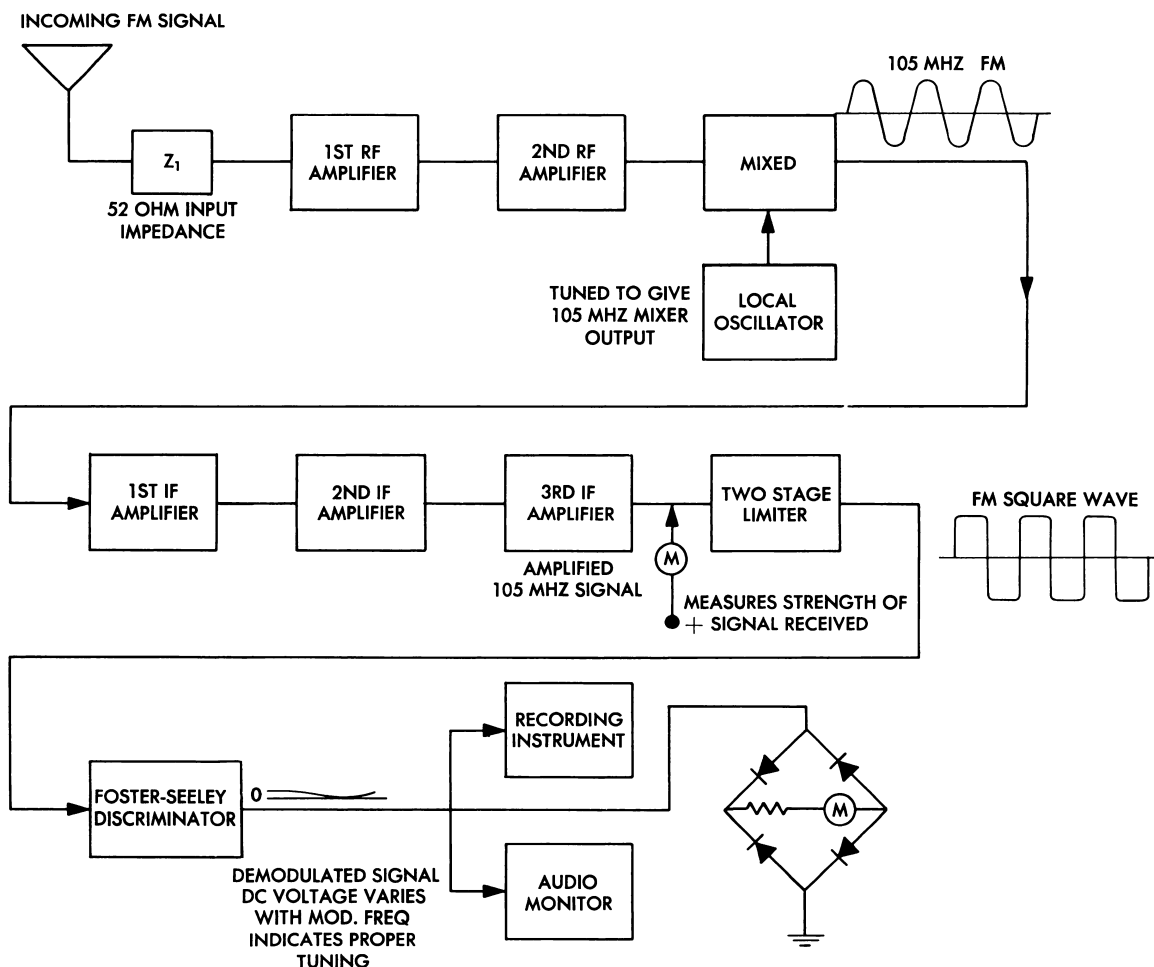 INCOMING FM SIGNAL
105 MHZ FM
Z1
52 OHM INPUT
IMPEDANCE
1ST RF
AMPLIFIER
2ND RF
AMPLIFIER
MIXED
TUNED TO GIVE
105 MHZ MIXER
OUTPUT
LOCAL
OSCILLATOR
1ST IF
AMPLIFIER
2ND IF
AMPLIFIER
3RD IF
AMPLIFIER
AMPLIFIED
105 MHZ SIGNAL
TWO STAGE
LIMITER
FM SQUARE WAVE
M
MEASURES STRENGTH OF
+ SIGNAL RECEIVED
FOSTER-SEELEY
DISCRIMINATOR
0
DEMODULATED SIGNAL
DC VOLTAGE VARIES
WITH MOD. FREQ
INDICATES PROPER
TUNING
RECORDING
INSTRUMENT
AUDIO
MONITOR
M